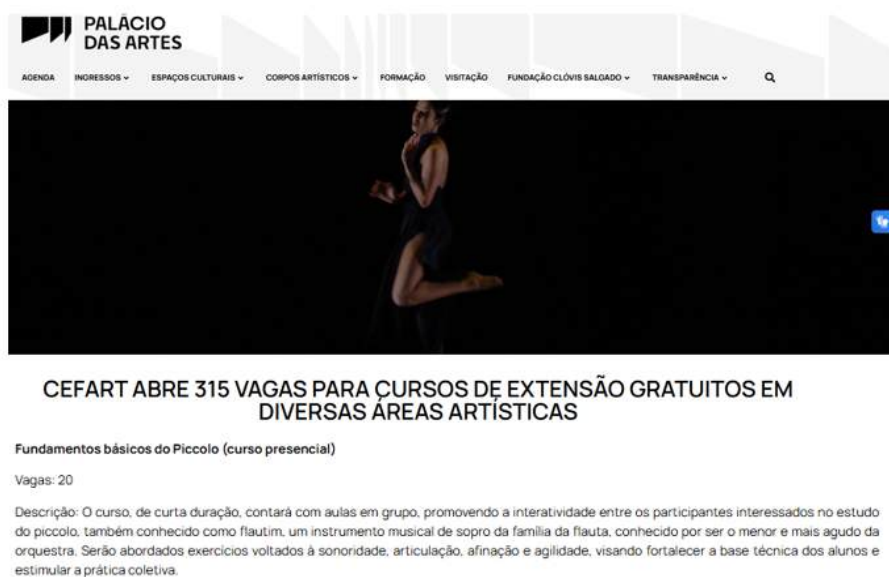 PALÁCIO
DAS ARTES
AGENDA INGRESSOS ESPAÇOS CULTURAIS CORPOS ARTÍSTICOS FORMAÇÃO VISITAÇÃO FUNDAÇÃO CLÓVIS SALGADO TRANSPARÊNCIA
CEFART ABRE 315 VAGAS PARA CURSOS DE EXTENSÃO GRATUITOS EM
DIVERSAS ÁREAS ARTÍSTICAS
Fundamentos básicos do Piccolo (curso presencial)
Vagas: 20
Descrição: O curso, de curta duração, contará com aulas em grupo, promovendo a interatividade entre os participantes interessados no estudo
do piccolo, também conhecido como flautim, um instrumento musical de sopro da família da flauta, conhecido por ser o menor e mais agudo da
orquestra. Serão abordados exercícios voltados à sonoridade, articulação, afinação e agilidade, visando fortalecer a base técnica dos alunos e
estimular a prática coletiva.